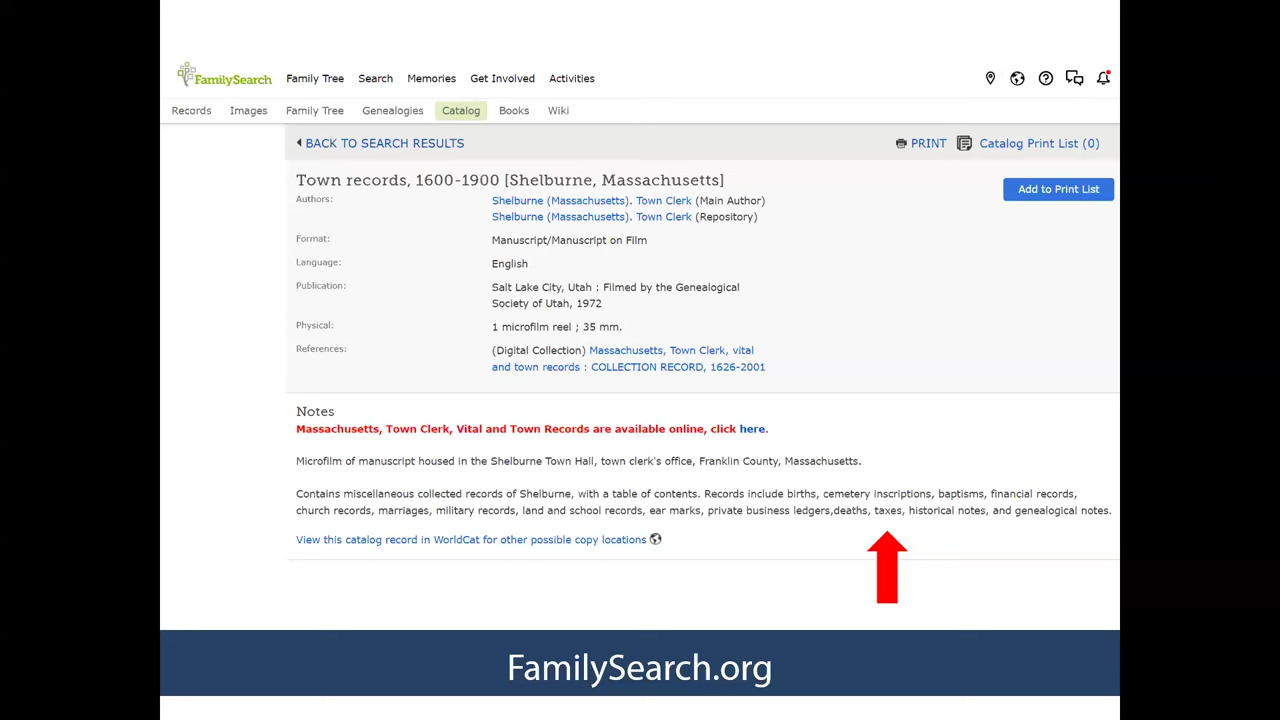 FamilySearch Family Tree Search Memories Get Involved Activities
Records Images Family Tree Genealogies Catalog Books Wiki
BACK TO SEARCH RESULTS PRINT Catalog Print List (0)
Town records, 1600-1900 [Shelburne, Massachusetts]
Add to Print List
Authors: Shelburne (Massachusetts). Town Clerk (Main Author)
Shelburne (Massachusetts). Town Clerk (Repository)
Format: Manuscript/Manuscript on Film
Language: English
Publication: Salt Lake City, Utah : Filmed by the Genealogical
Society of Utah, 1972
Physical: 1 microfilm reel ; 35 mm.
References: (Digital Collection) Massachusetts, Town Clerk, vital
and town records : COLLECTION RECORD, 1626-2001
Notes
Massachusetts, Town Clerk, Vital and Town Records are available online, click here.
Microfilm of manuscript housed in the Shelburne Town Hall, town clerk's office, Franklin County, Massachusetts.
Contains miscellaneous collected records of Shelburne, with a table of contents. Records include births, cemetery inscriptions, baptisms, financial records,
church records, marriages, military records, land and school records, ear marks, private business ledgers,deaths, taxes, historical notes, and genealogical notes.
View this catalog record in WorldCat for other possible copy locations
FamilySearch.org